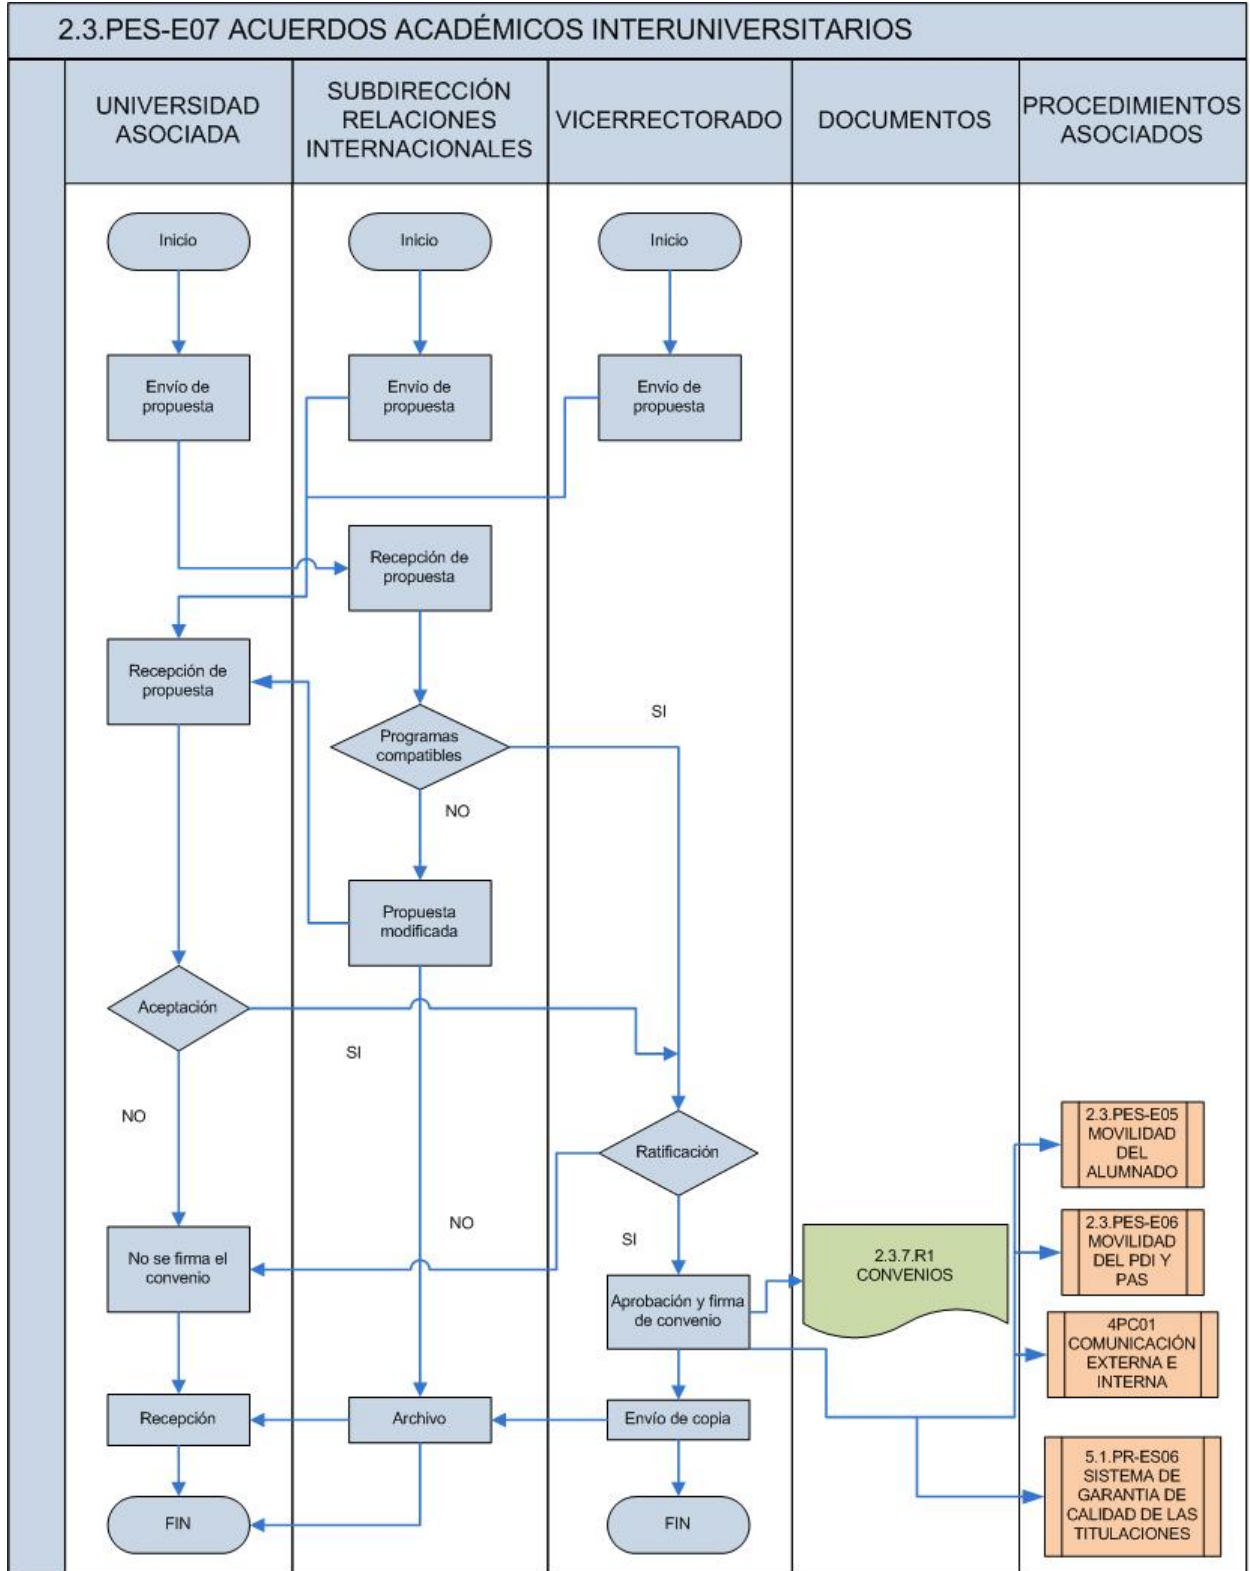 2.3.PES-E07 ACUERDOS ACADÉMICOS INTERUNIVERSITARIOS
UNIVERSIDAD
ASOCIADA
SUBDIRECCIÓN
RELACIONES
INTERNACIONALES
VICERRECTORADO
DOCUMENTOS
PROCEDIMIENTOS
ASOCIADOS
Inicio
Inicio
Inicio
Envío de
propuesta
Envío de
propuesta
Envío de
propuesta
Recepción de
propuesta
Recepción de
propuesta
Programas
compatibles
SI
NO
Propuesta
modificada
Aceptación
SI
NO
Ratificación
NO
SI
No se firma el
convenio
Aprobación y firma
de convenio
2.3.7.R1
CONVENIOS
2.3.PES-E05
MOVILIDAD
DEL
ALUMNADO
2.3.PES-E06
MOVILIDAD
DEL PDI Y
PAS
4PC01
COMUNICACIÓN
EXTERNA E
INTERNA
Recepción
Archivo
Envío de copia
5.1.PR-ES06
SISTEMA DE
GARANTIA DE
CALIDAD DE LAS
TITULACIONES
FIN
FIN